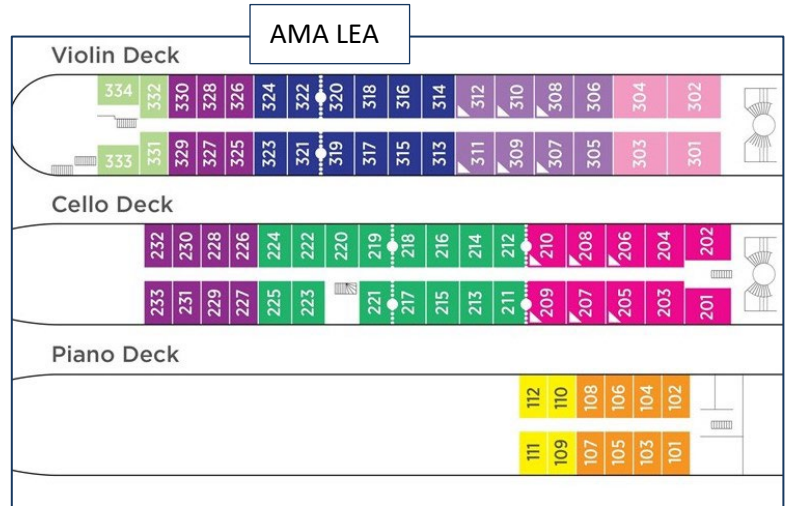 AMA LEA
Violin Deck
334 332 330 328 326 324 322 320 318 316 314 312 310 308 306 304 302
333 331 329 327 325 323 321 319 317 315 313 311 309 307 305 303 301
Cello Deck
232 230 228 226 224 222 220 219 218 216 214 212 210 208 206 204 202
233 231 229 227 225 223 221 217 215 213 211 209 207 205 203 201
Piano Deck
112 110 108 106 104 102
111 109 107 105 103 101